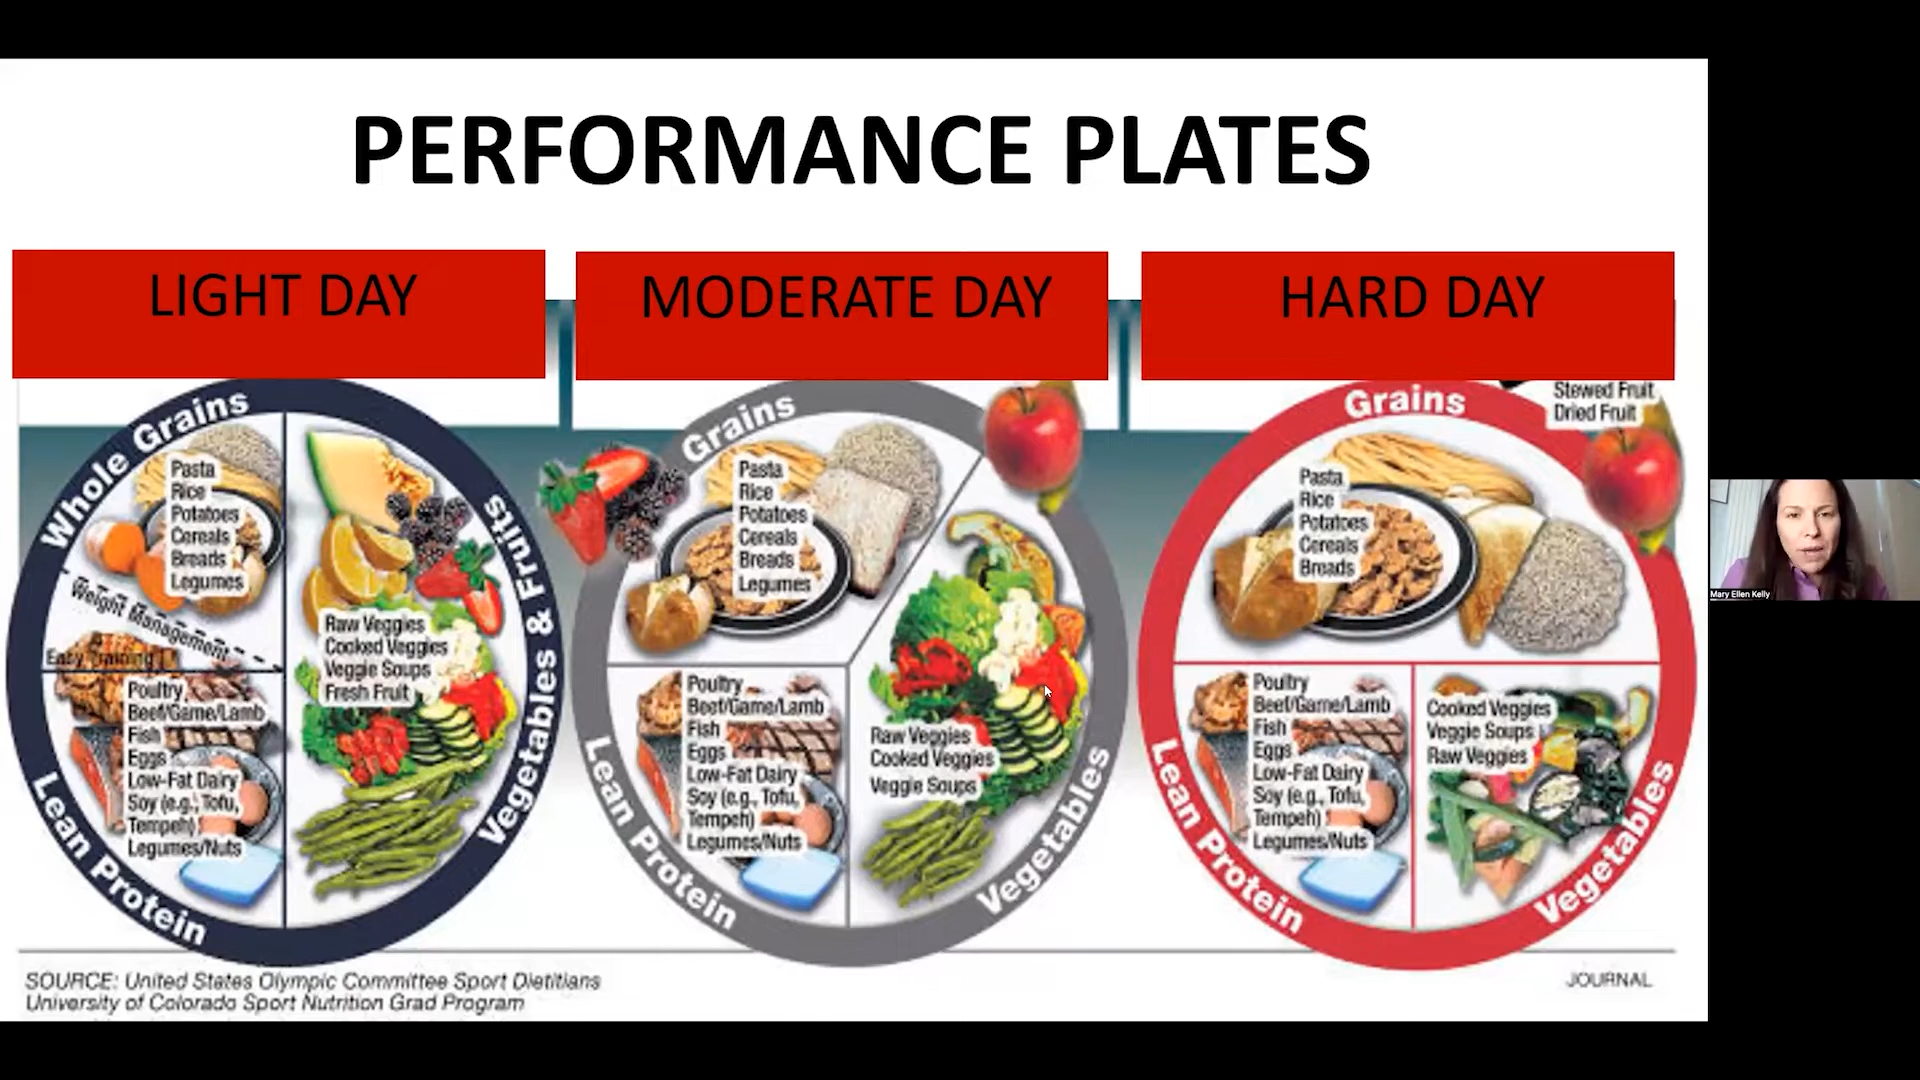 PERFORMANCE PLATES
LIGHT DAY
MODERATE DAY
HARD DAY
Whole Grains
Pasta
Rice
Potatoes
Cereals
Breads
Legumes
Weight Management
Easy Training
Poultry
Beef/Game/Lamb
Fish
Eggs
Low-Fat Dairy
Soy (e.g., Tofu,
Tempeh)
Legumes/Nuts
Lean Protein
Raw Veggies
Cooked Veggies
Veggie Soups
Fresh Fruit
Vegetables & Fruits
Grains
Pasta
Rice
Potatoes
Cereals
Breads
Legumes
Poultry
Beef/Game/Lamb
Fish
Eggs
Low-Fat Dairy
Soy (e.g., Tofu,
Tempeh)
Legumes/Nuts
Lean Protein
Raw Veggies
Cooked Veggies
Veggie Soups
Vegetables
Stewed Fruit
Dried Fruit
Grains
Pasta
Rice
Potatoes
Cereals
Breads
Poultry
Beef/Game/Lamb
Fish
Eggs
Low-Fat Dairy
Soy (e.g., Tofu,
Tempeh)
Legumes/Nuts
Lean Protein
Cooked Veggies
Veggie Soups
Raw Veggies
Vegetables
SOURCE: United States Olympic Committee Sport Dietitians
University of Colorado Sport Nutrition Grad Program
JOURNAL
Mary Ellen Kelly